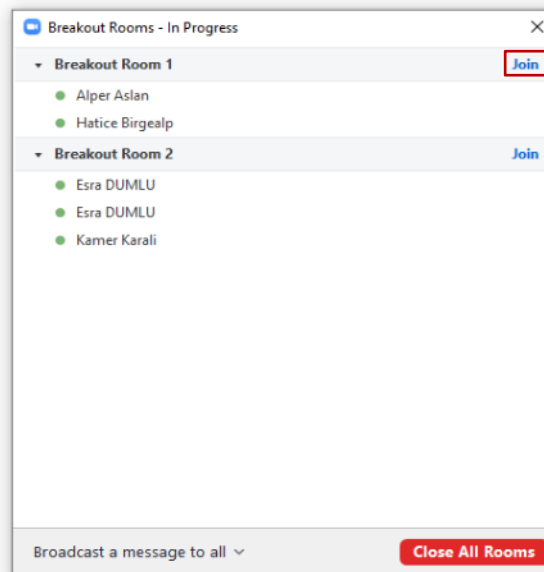 Breakout Rooms - In Progress
Breakout Room 1 Join
Alper Aslan
Hatice Birgealp
Breakout Room 2 Join
Esra DUMLU
Esra DUMLU
Kamer Karali
Broadcast a message to all Close All Rooms